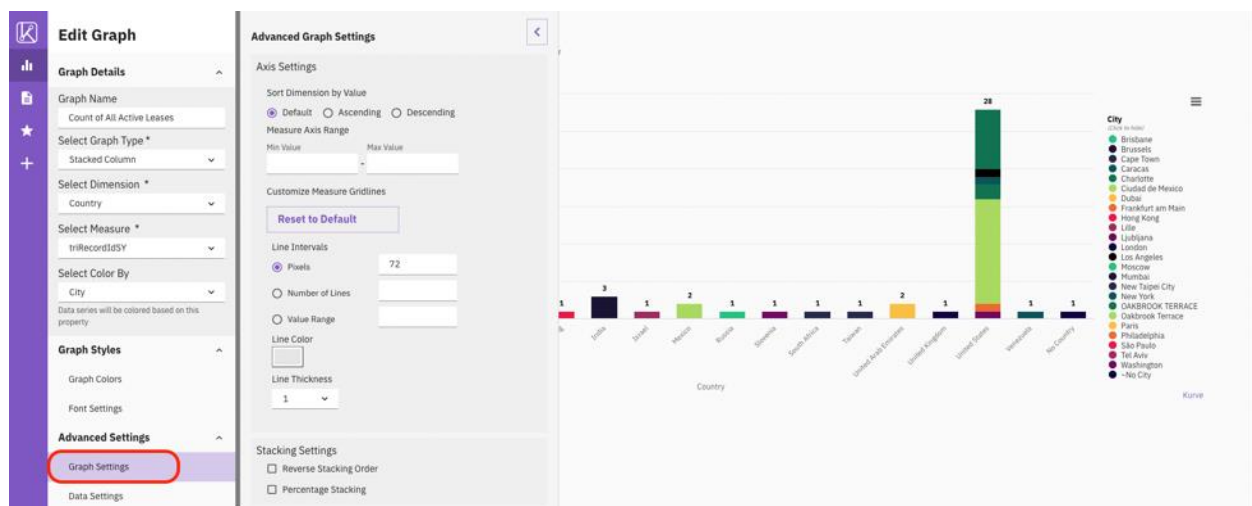 Edit Graph
Graph Details
Graph Name
Count of All Active Leases
Select Graph Type *
Stacked Column
Select Dimension *
Country
Select Measure *
triRecordIdSY
Select Color By
City
Data series will be colored based on this
property
Graph Styles
Graph Colors
Font Settings
Advanced Settings
Graph Settings
Data Settings
Advanced Graph Settings
Axis Settings
Sort Dimension by Value
Default Ascending Descending
Measure Axis Range
Min Value Max Value
-
Customize Measure Gridlines
Reset to Default
Line Intervals
Pixels 72
Number of Lines
Value Range
Line Color
Line Thickness
1
Stacking Settings
Reverse Stacking Order
Percentage Stacking
28
1 3 1 2 1 1 1 1 2 1 1 1
India Israel Mexico Russia Slovenia South Africa Taiwan United Arab Emirates United Kingdom United States Venezuela No Country
Country
City
(Click to hide)
Brisbane
Brussels
Cape Town
Caracas
Charlotte
Ciudad de Mexico
Dubai
Frankfurt am Main
Hong Kong
Lille
Ljubljana
London
Los Angeles
Moscow
Mumbai
New Taipei City
New York
OAKBROOK TERRACE
Oakbrook Terrace
Paris
Philadelphia
São Paulo
Tel Aviv
Washington
~No City
Kurve